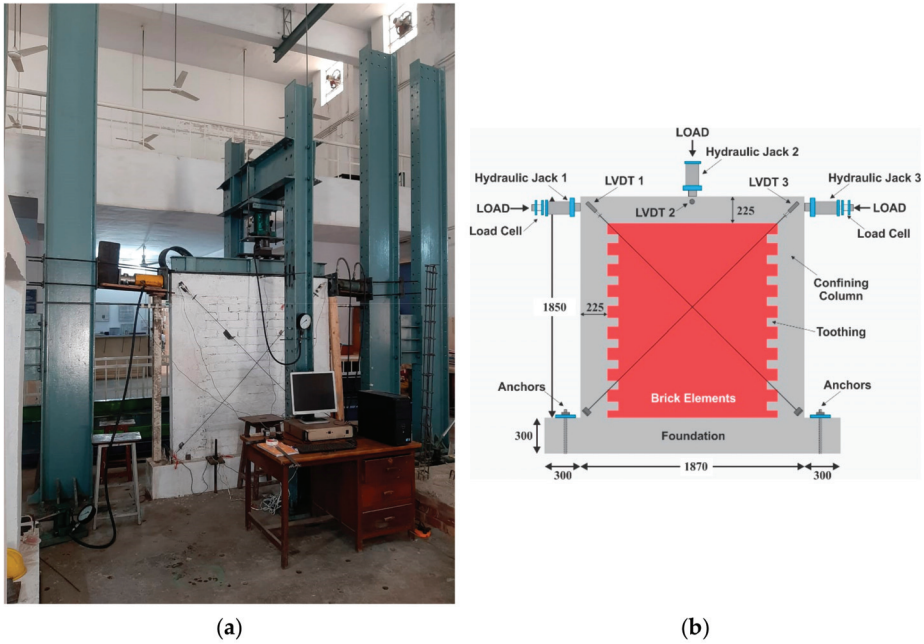 LOAD
Hydraulic Jack 2
Hydraulic Jack 1
LVDT 1
LVDT 3
Hydraulic Jack 3
LOAD
LVDT 2
225
LOAD
Load Cell
Load Cell
Confining
Column
1850
225
Toothing
Anchors
Brick Elements
Anchors
300
Foundation
300
1870
300
(a)
(b)